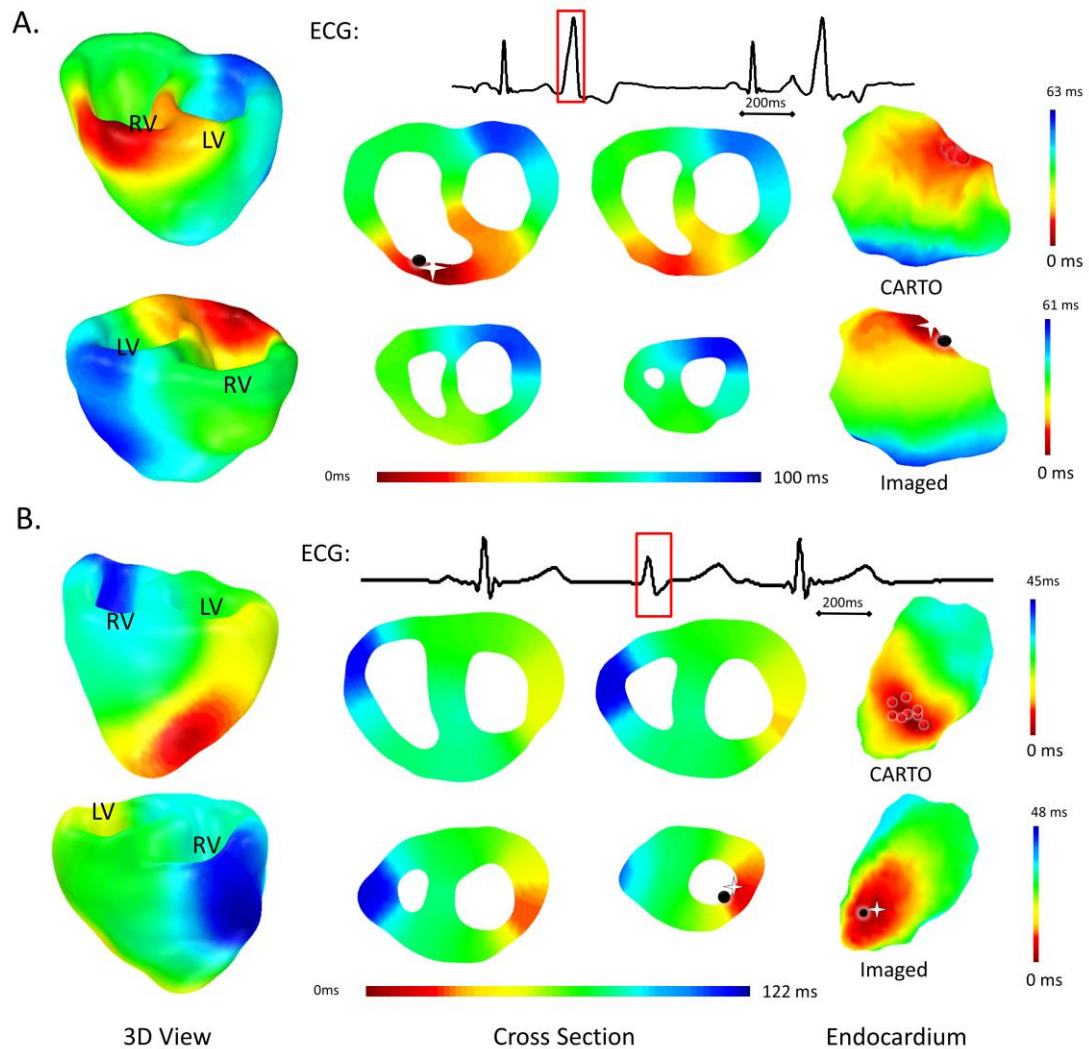 A.
ECG:
200ms
63 ms
RV
LV
0 ms
CARTO
61 ms
LV
RV
0ms
100 ms
0 ms
Imaged
B.
ECG:
200ms
45ms
RV
LV
0 ms
CARTO
48 ms
LV
RV
Imaged
0 ms
0ms
122 ms
3D View
Cross Section
Endocardium